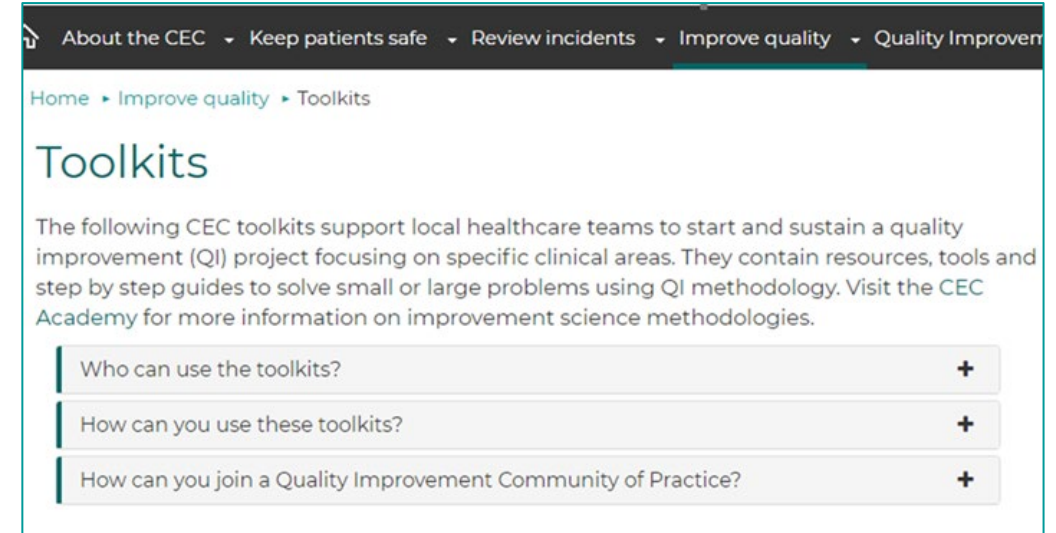 About the CEC Keep patients safe Review incidents Improve quality Quality Improvem
Home Improve quality Toolkits
Toolkits
The following CEC toolkits support local healthcare teams to start and sustain a quality
improvement (QI) project focusing on specific clinical areas. They contain resources, tools and
step by step guides to solve small or large problems using QI methodology. Visit the CEC
Academy for more information on improvement science methodologies.
Who can use the toolkits? +
How can you use these toolkits? +
How can you join a Quality Improvement Community of Practice? +